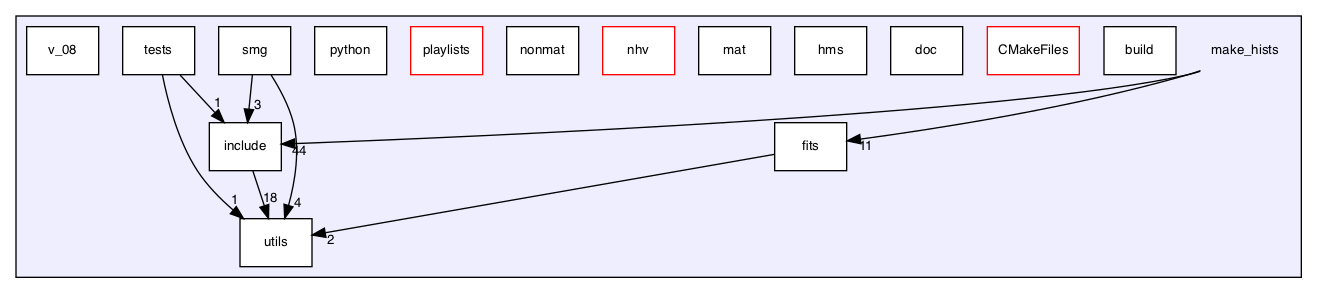 v_08
tests
smg
python
playlists
nonmat
nhv
mat
hms
doc
CMakeFiles
build
make_hists
1
3
include
44
fits
11
1
18
4
utils
2